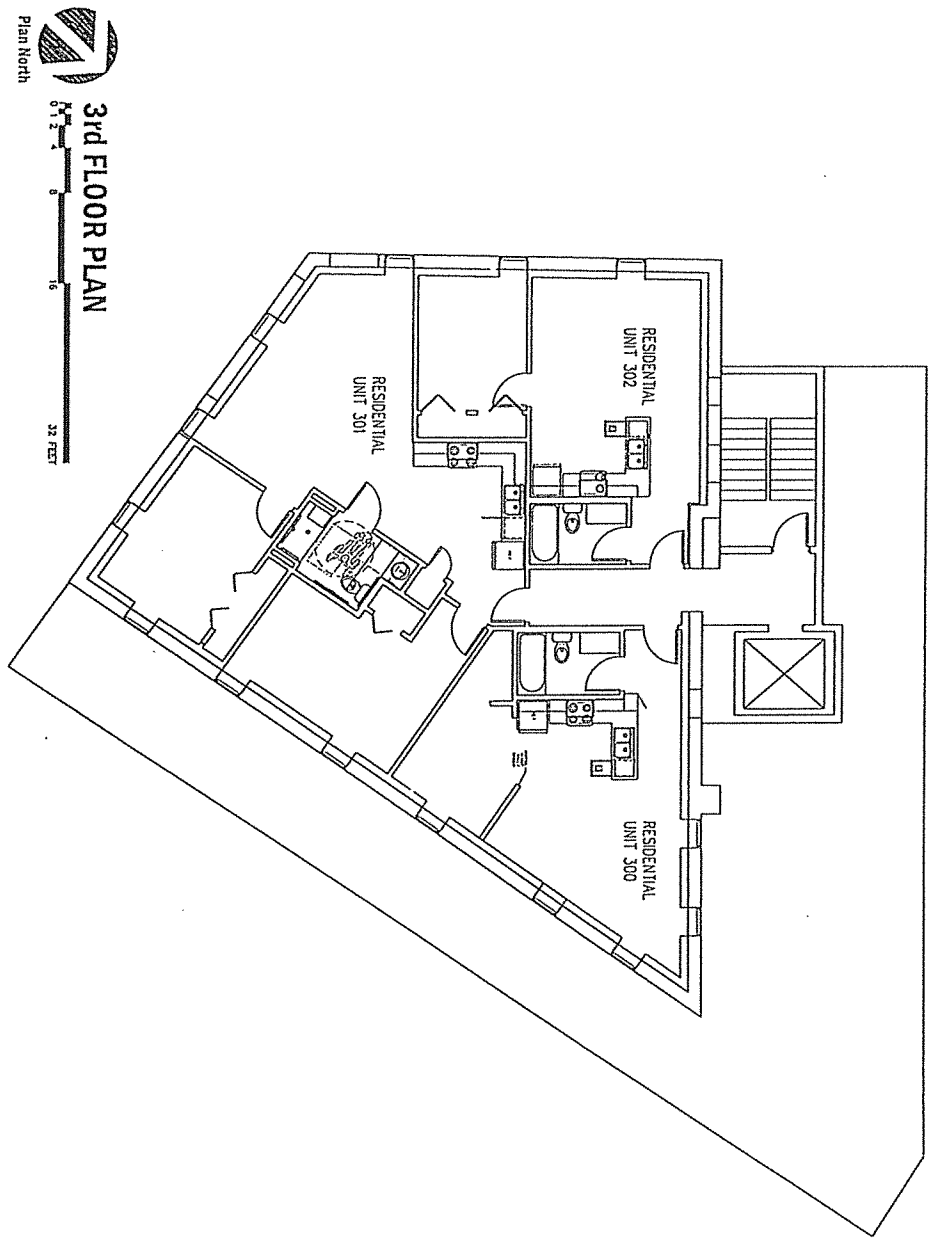 3rd FLOOR PLAN
Plan North
0 1 2 4 8 16 32 FEET
RESIDENTIAL
UNIT 302
RESIDENTIAL
UNIT 301
RESIDENTIAL
UNIT 300